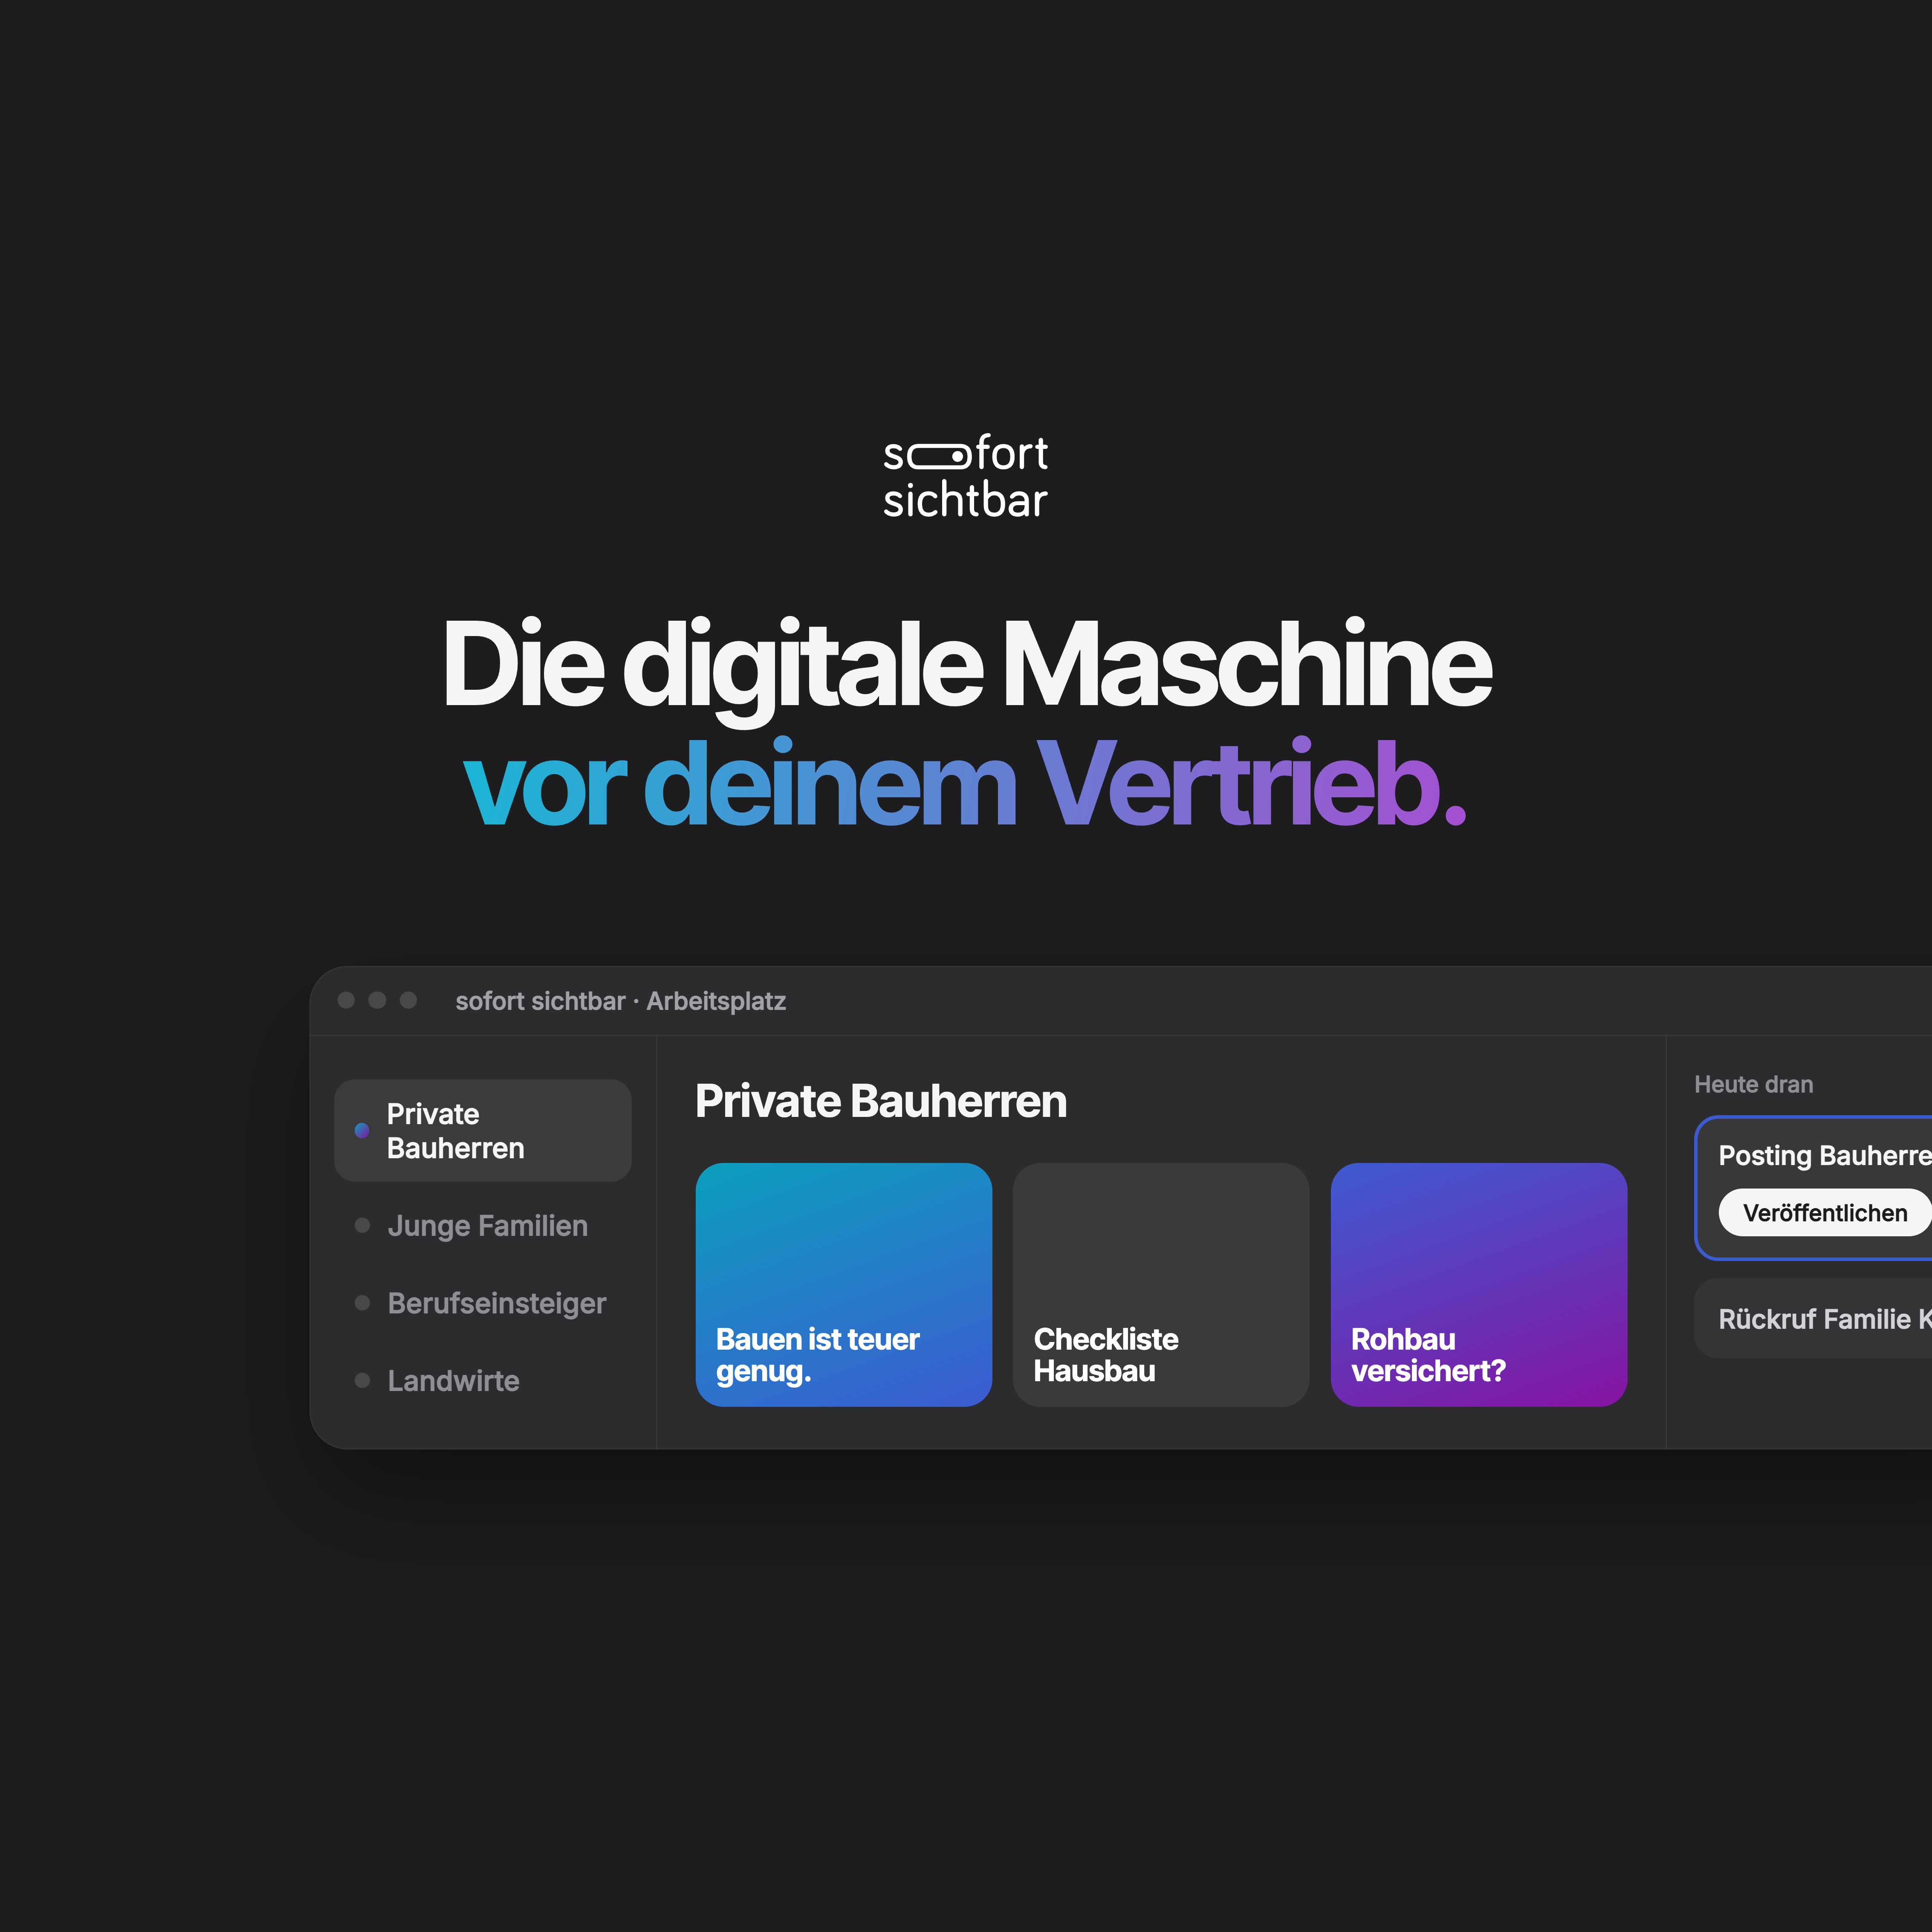 sofort
sichtbar
Die digitale Maschine
vor deinem Vertrieb.
sofort sichtbar · Arbeitsplatz
Private
Bauherren
Junge Familien
Berufseinsteiger
Landwirte
Private Bauherren
Bauen ist teuer
genug.
Checkliste
Hausbau
Rohbau
versichert?
Heute dran
Posting
Veröffentlichen
Rückruf Familie